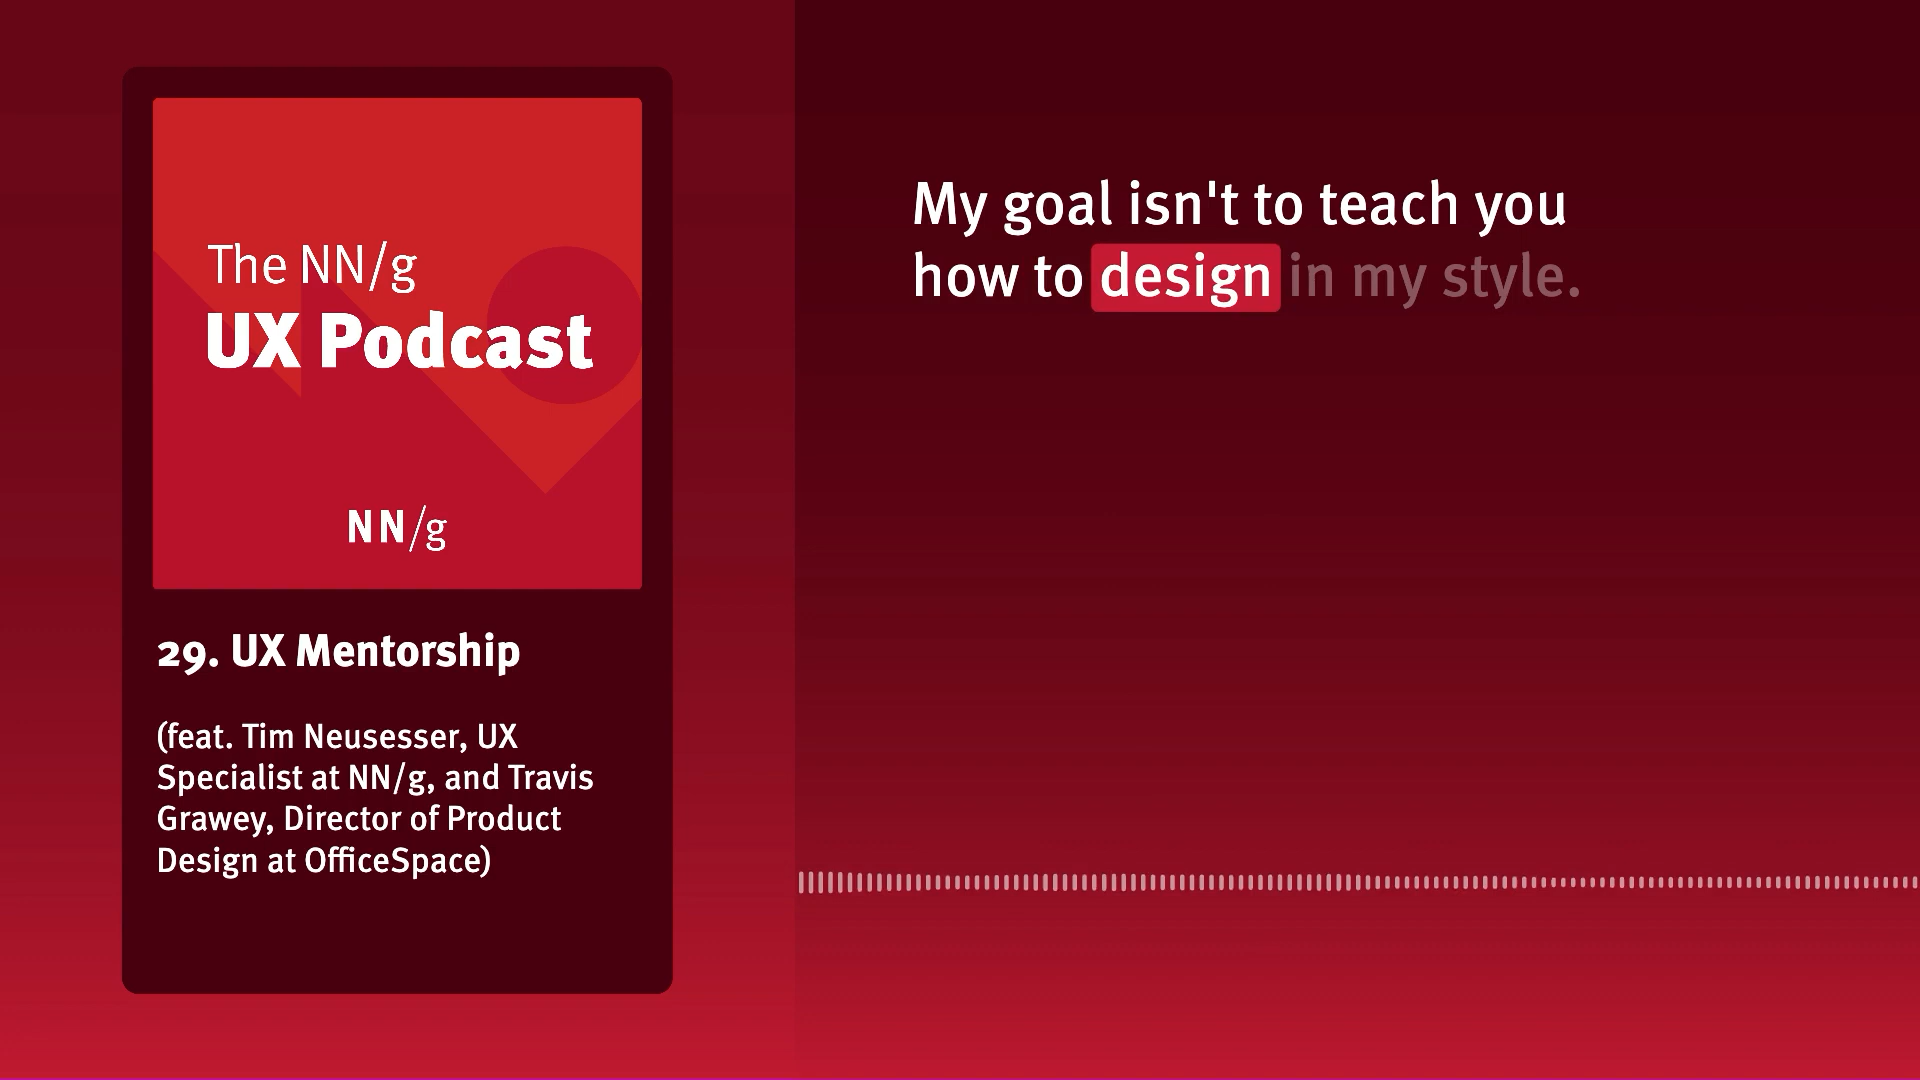 The NN/g
UX Podcast
NN/g
29. UX Mentorship
(feat. Tim Neusesser, UX
Specialist at NN/g, and Travis
Grawey, Director of Product
Design at OfficeSpace)
My goal isn't to teach you
how to design in my style.